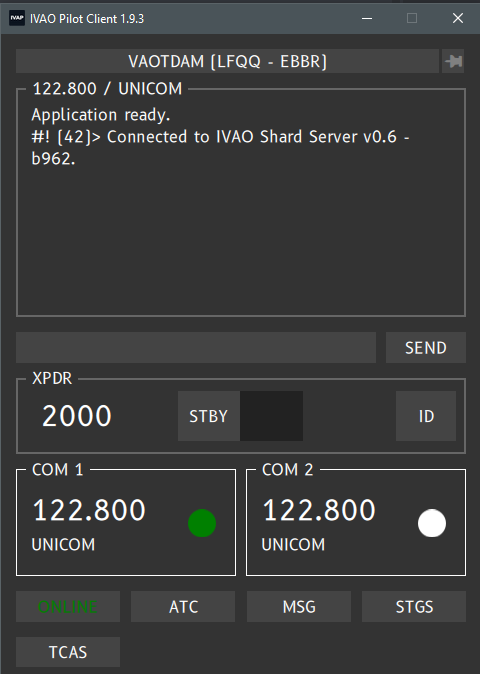 IVAP IVAO Pilot Client 1.9.3
VAOTDAM (LFQQ - EBBR)
122.800 / UNICOM
Application ready.
#! (42)> Connected to IVAO Shard Server v0.6 -
b962.
SEND
XPDR
2000 STBY ID
COM 1 COM 2
122.800 122.800
UNICOM UNICOM
ONLINE ATC MSG STGS
TCAS